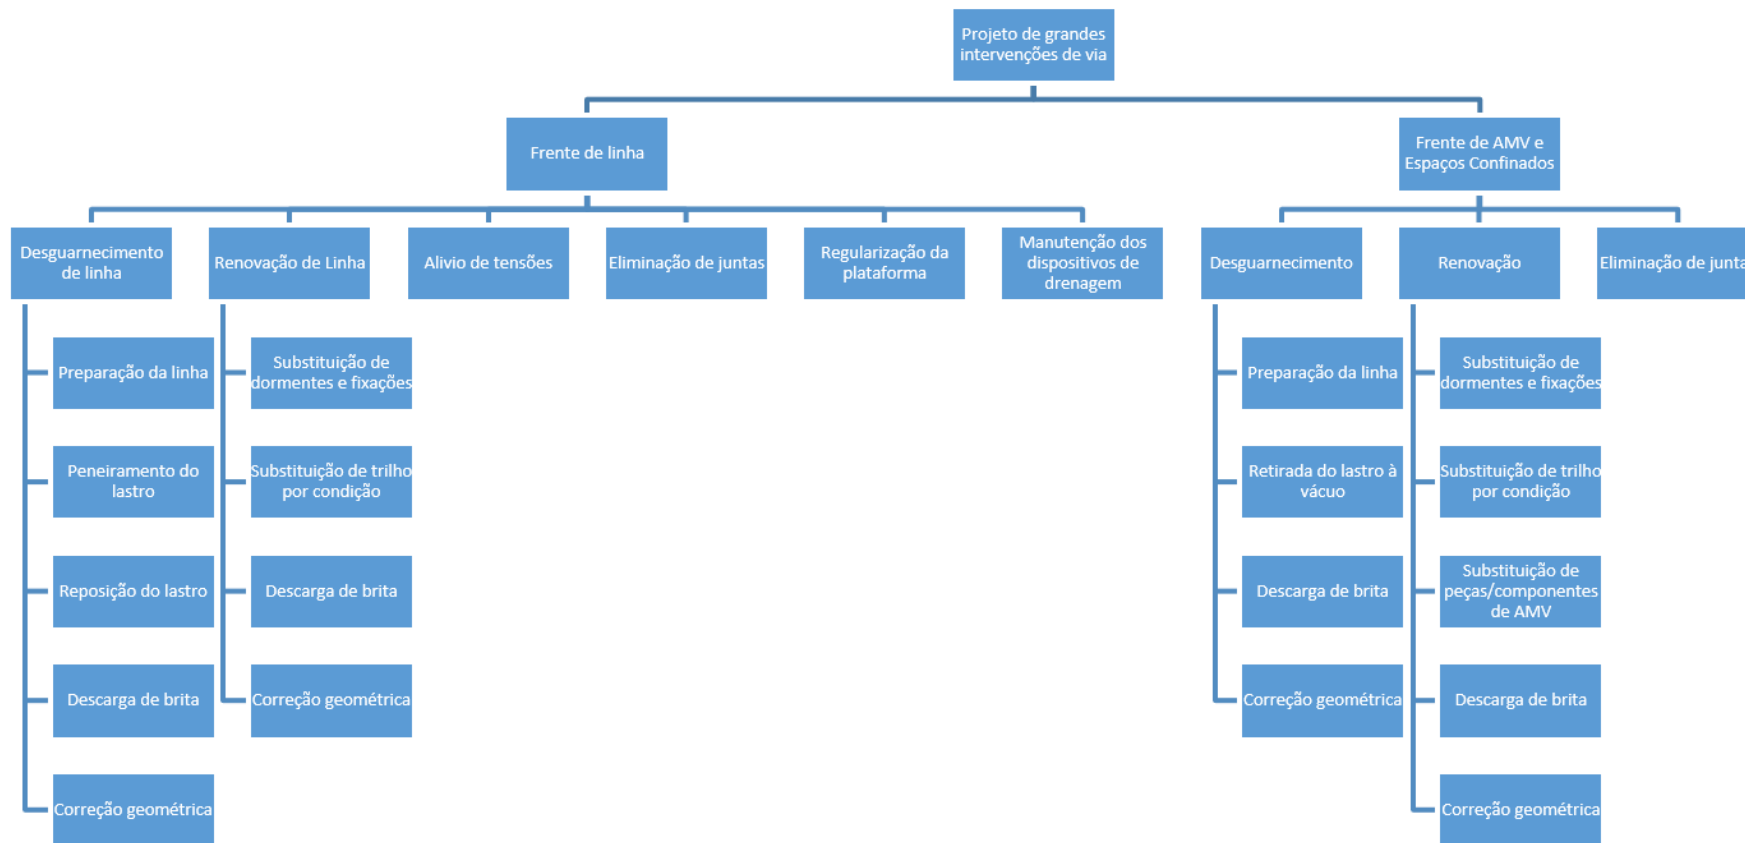 Projeto de grandes
intervenções de via
Frente de linha
Frente de AMV e
Espaços Confinados
Desguarnecimento
de linha
Renovação de Linha
Alivio de tensões
Eliminação de juntas
Regularização da
plataforma
Manutenção dos
dispositivos de
drenagem
Desguarnecimento
Renovação
Eliminação de junta
Preparação da linha
Peneiramento do
lastro
Reposição do lastro
Descarga de brita
Correção geométrica
Substituição de
dormentes e fixações
Substituição de trilho
por condição
Descarga de brita
Correção geométrica
Preparação da linha
Retirada do lastro à
vácuo
Descarga de brita
Correção geométrica
Substituição de
dormentes e fixações
Substituição de trilho
por condição
Substituição de
peças/componentes
de AMV
Descarga de brita
Correção geométrica